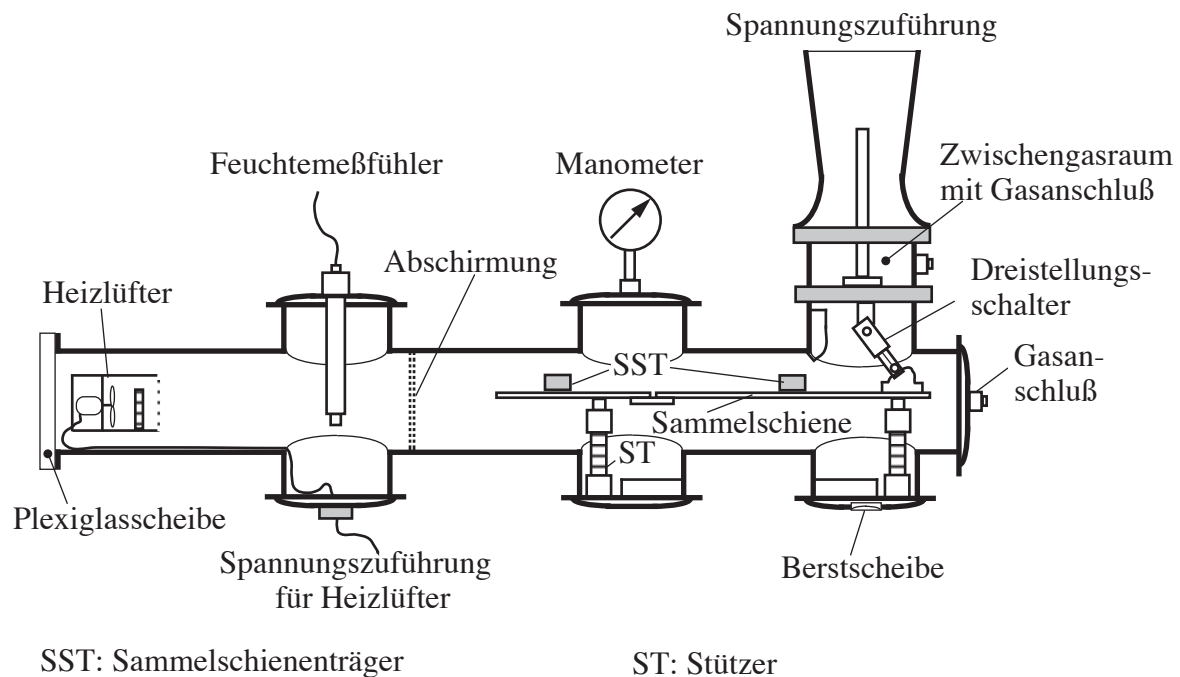 Spannungszuführung
Feuchtemeßfühler
Manometer
Zwischengasraum
mit Gasanschluß
Abschirmung
Dreistellungs-
schalter
Heizlüfter
Gasan-
schluß
SST
Sammelschiene
ST
Plexiglasscheibe
Spannungszuführung
für Heizlüfter
Berstscheibe
SST: Sammelschienenträger
ST: Stützer